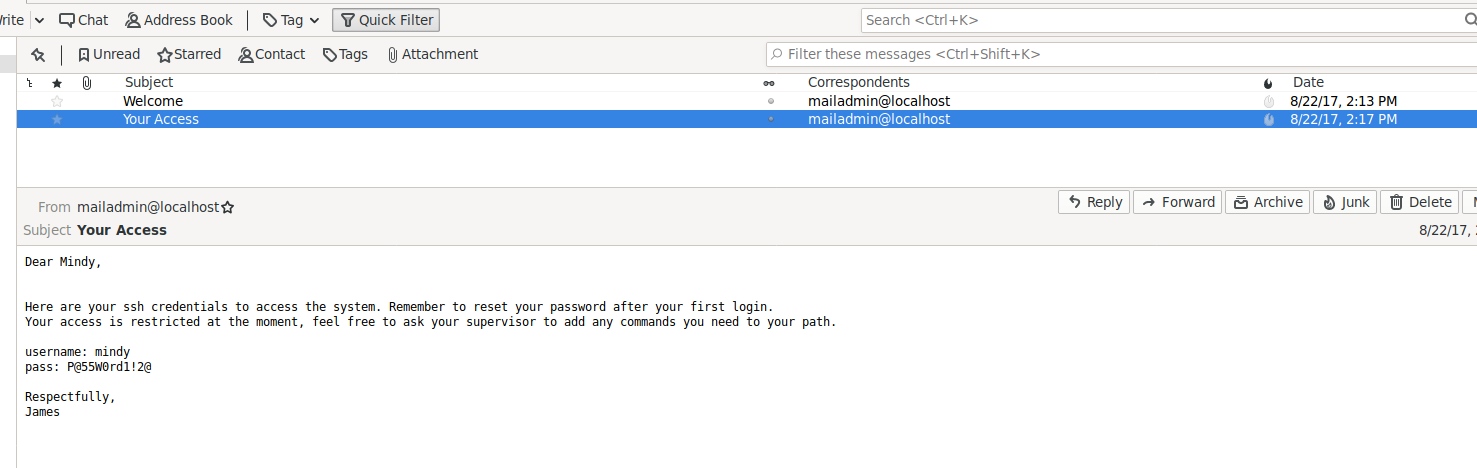 Write Chat Address Book Tag Quick Filter Search <Ctrl+K>
Unread Starred Contact Tags Attachment Filter these messages <Ctrl+Shift+K>
Subject Correspondents Date
Welcome mailadmin@localhost 8/22/17, 2:13 PM
Your Access mailadmin@localhost 8/22/17, 2:17 PM
From mailadmin@localhost Reply Forward Archive Junk Delete
Subject Your Access 8/22/17,
Dear Mindy,
Here are your ssh credentials to access the system. Remember to reset your password after your first login.
Your access is restricted at the moment, feel free to ask your supervisor to add any commands you need to your path.
username: mindy
pass: P@55W0rd1!2@
Respectfully,
James